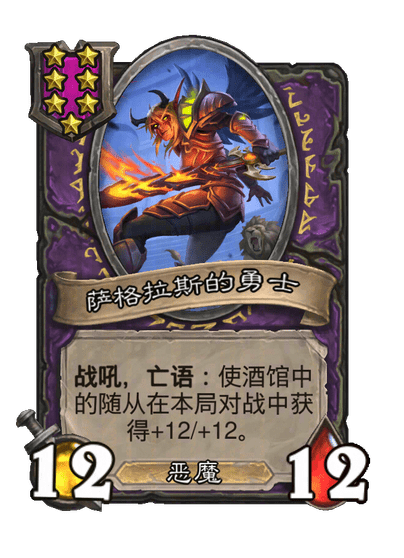 萨格拉斯的勇士
战吼，亡语：使酒馆中
的随从在本局对战中获
得+12/+12。
恶魔
12
12